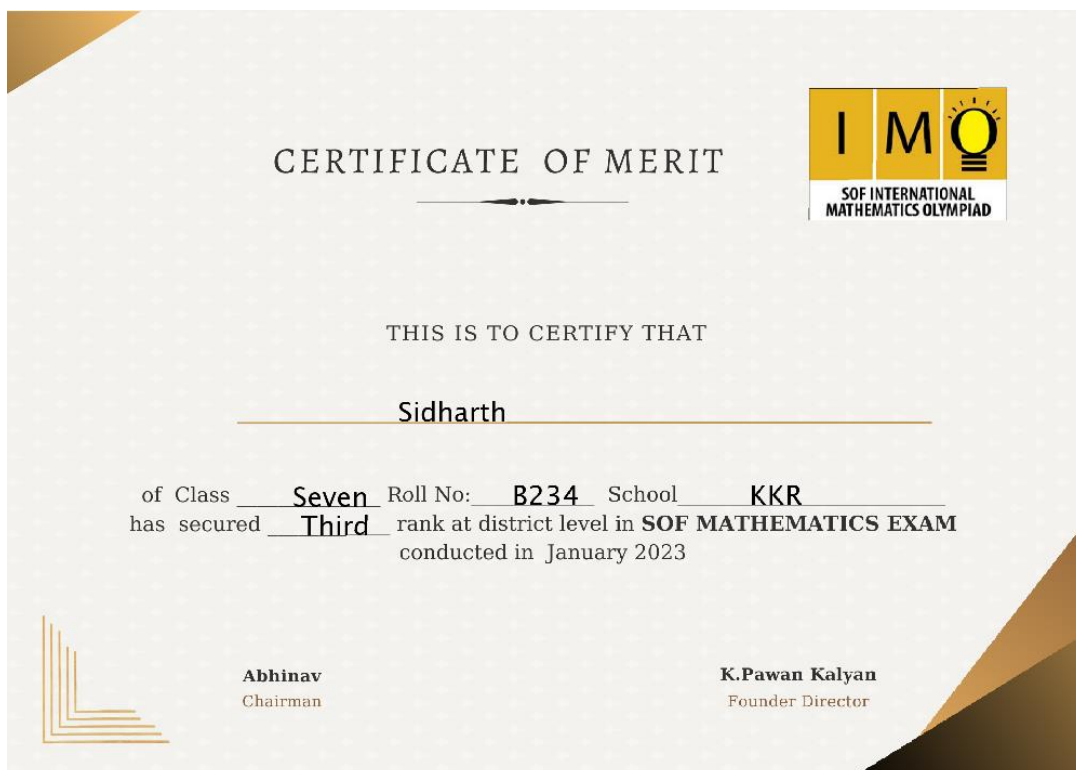 I M O
SOF INTERNATIONAL
MATHEMATICS OLYMPIAD
CERTIFICATE OF MERIT
THIS IS TO CERTIFY THAT
Sidharth
of Class Seven Roll No: B234 School KKR
has secured Third rank at district level in SOF MATHEMATICS EXAM
conducted in January 2023
Abhinav K.Pawan Kalyan
Chairman Founder Director